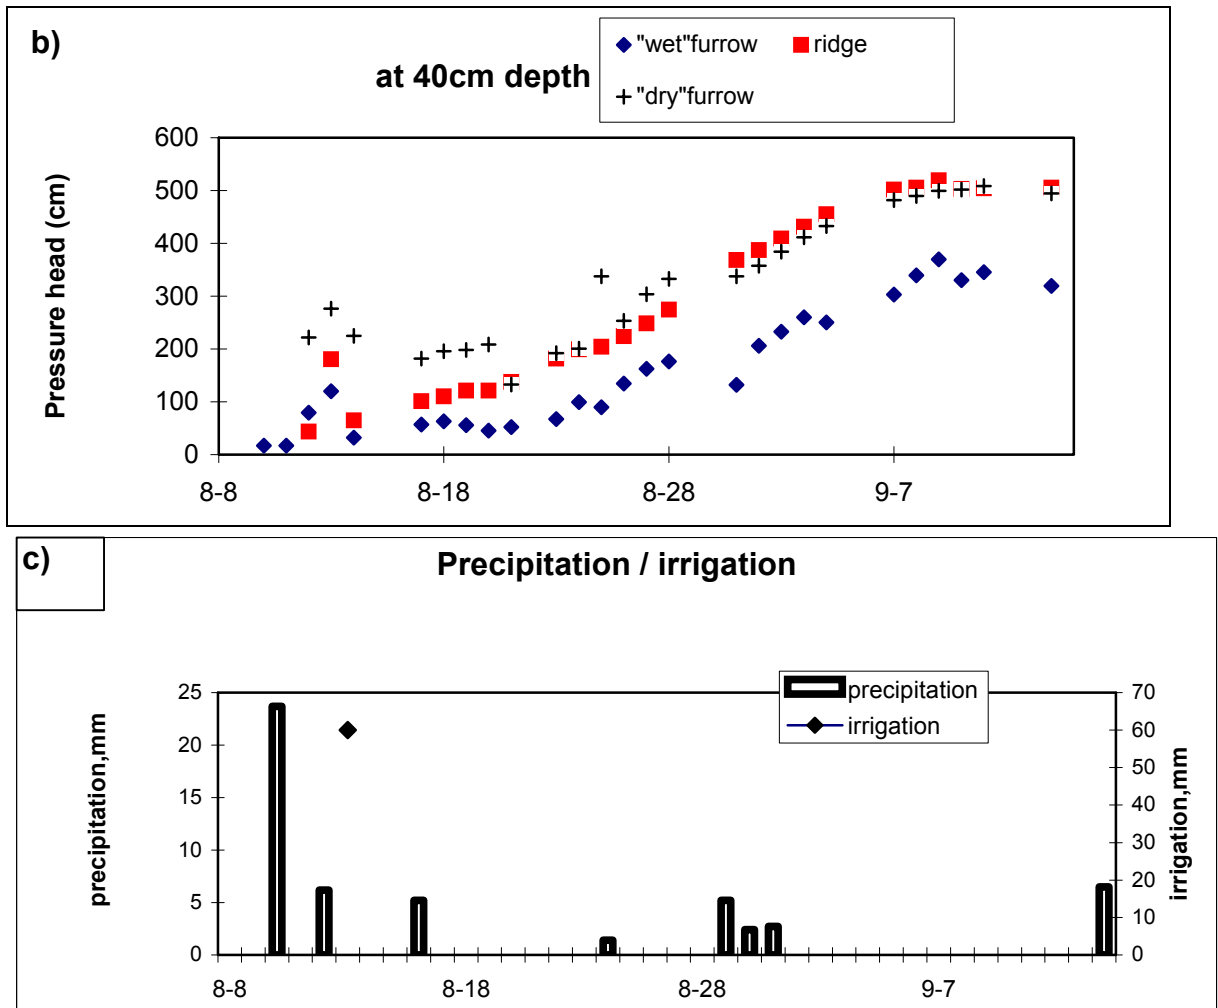 b)
at 40cm depth
"wet"furrow ridge
"dry"furrow
Pressure head (cm)
600
500
400
300
200
100
0
8-8 8-18 8-28 9-7
c)
Precipitation / irrigation
precipitation
irrigation
precipitation,mm
25
20
15
10
5
0
70
60
50
40
30
20
10
0
irrigation,mm
8-8 8-18 8-28 9-7